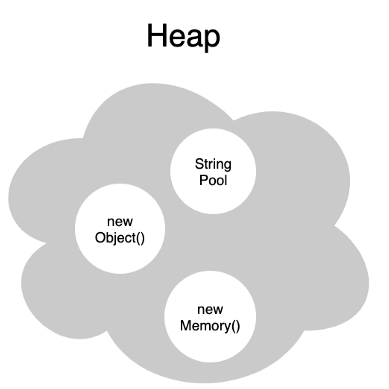 Heap
String
Pool
new
Object()
new
Memory()